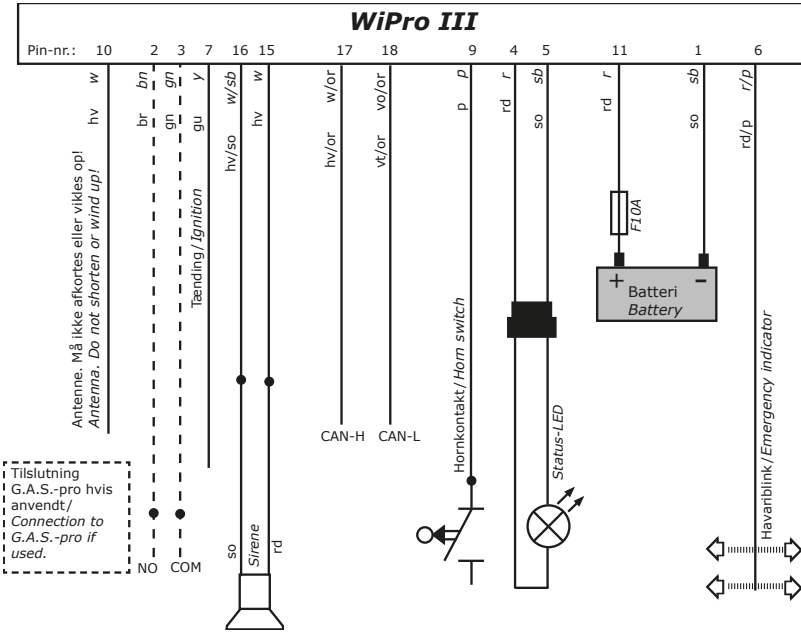 WiPro III
Pin-nr.: 10 2 3 7 16 15 17 18 9 4 5 11 1 6
w bn gn y w/sb w w/or vo/or p r sb r sb r/p
hv br gn gu hv/so hv hv/or vt/or p rd so rd so rd/p
Antenne. Må ikke afkortes eller vikles op!
Antenna. Do not shorten or wind up!
Tænding/Ignition
F10A
+ -
Batteri
Battery
Hornkontakt/Horn switch
Status-LED
Havariblink/Emergency indicator
CAN-H CAN-L
Tilslutning
G.A.S.-pro hvis
anvendt/
Connection to
G.A.S.-pro if
used.
NO COM
so Sirene rd